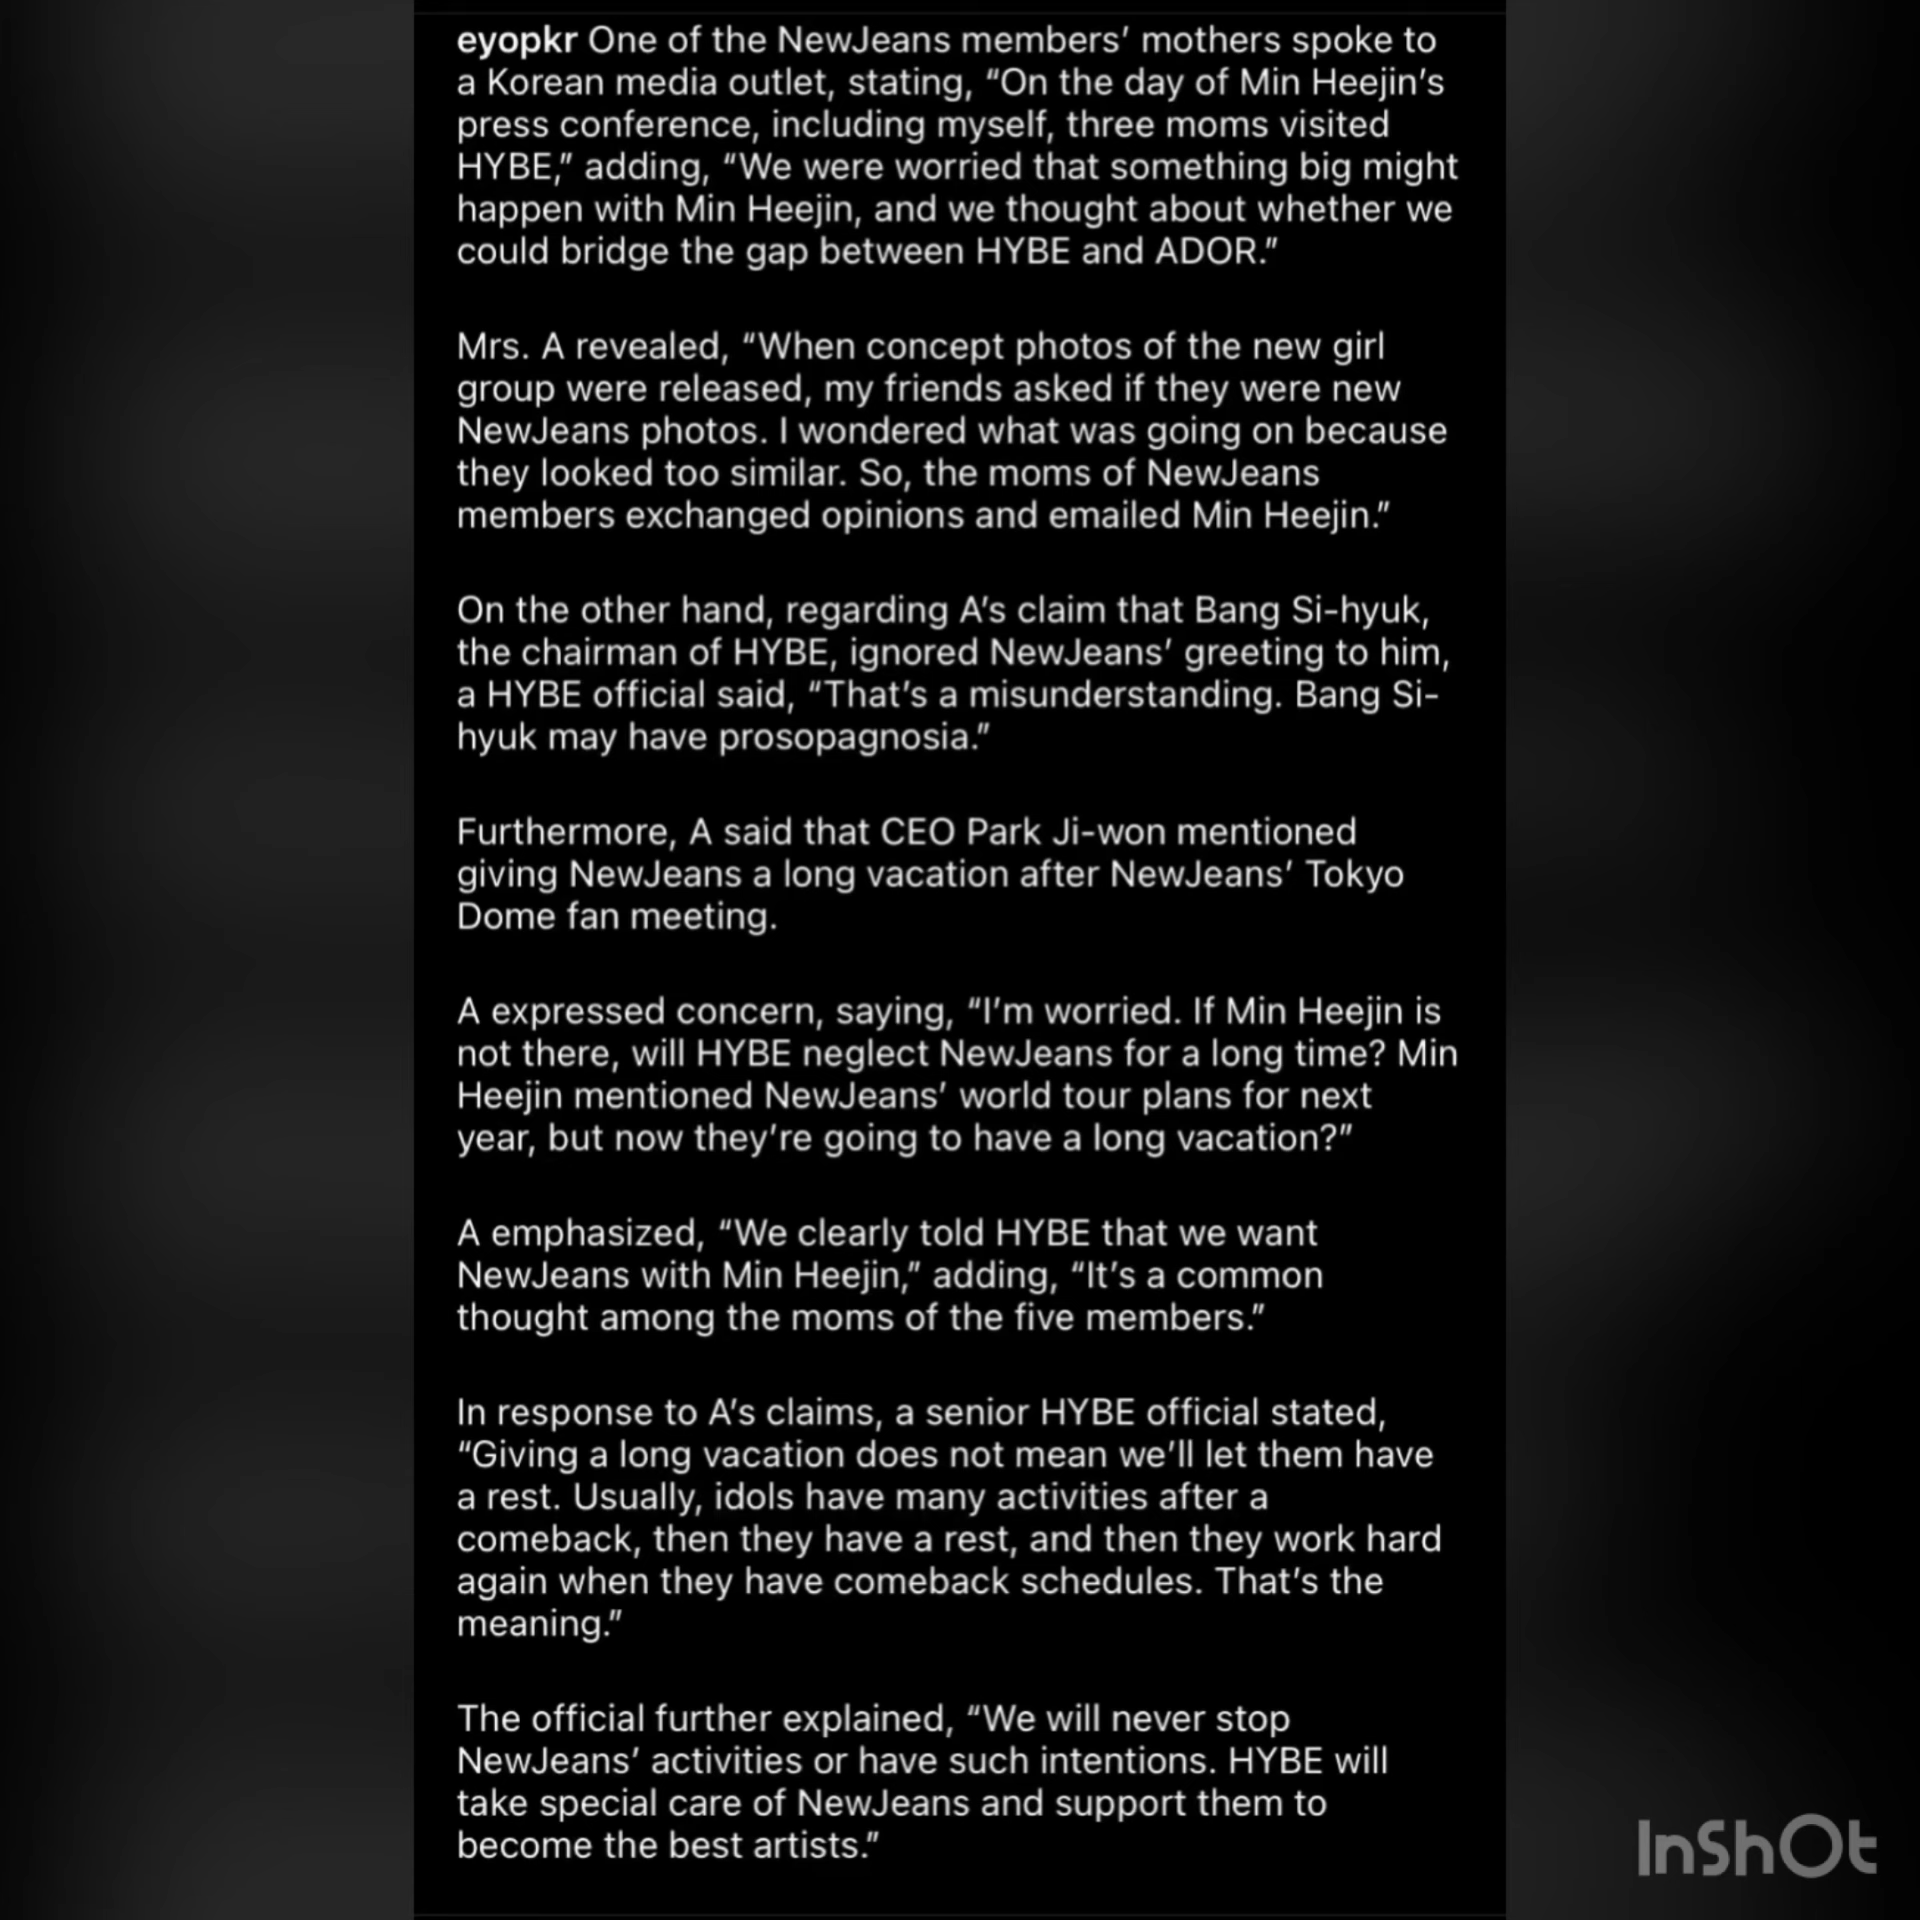 eyopkr One of the NewJeans members’ mothers spoke to
a Korean media outlet, stating, “On the day of Min Heejin’s
press conference, including myself, three moms visited
HYBE,” adding, “We were worried that something big might
happen with Min Heejin, and we thought about whether we
could bridge the gap between HYBE and ADOR.”
Mrs. A revealed, “When concept photos of the new girl
group were released, my friends asked if they were new
NewJeans photos. I wondered what was going on because
they looked too similar. So, the moms of NewJeans
members exchanged opinions and emailed Min Heejin.”
On the other hand, regarding A’s claim that Bang Si-hyuk,
the chairman of HYBE, ignored NewJeans’ greeting to him,
a HYBE official said, “That’s a misunderstanding. Bang Si-
hyuk may have prosopagnosia.”
Furthermore, A said that CEO Park Ji-won mentioned
giving NewJeans a long vacation after NewJeans’ Tokyo
Dome fan meeting.
A expressed concern, saying, “I’m worried. If Min Heejin is
not there, will HYBE neglect NewJeans for a long time? Min
Heejin mentioned NewJeans’ world tour plans for next
year, but now they’re going to have a long vacation?”
A emphasized, “We clearly told HYBE that we want
NewJeans with Min Heejin,” adding, “It’s a common
thought among the moms of the five members.”
In response to A’s claims, a senior HYBE official stated,
“Giving a long vacation does not mean we’ll let them have
a rest. Usually, idols have many activities after a
comeback, then they have a rest, and then they work hard
again when they have comeback schedules. That’s the
meaning.”
The official further explained, “We will never stop
NewJeans’ activities or have such intentions. HYBE will
take special care of NewJeans and support them to
become the best artists.”
InShOt